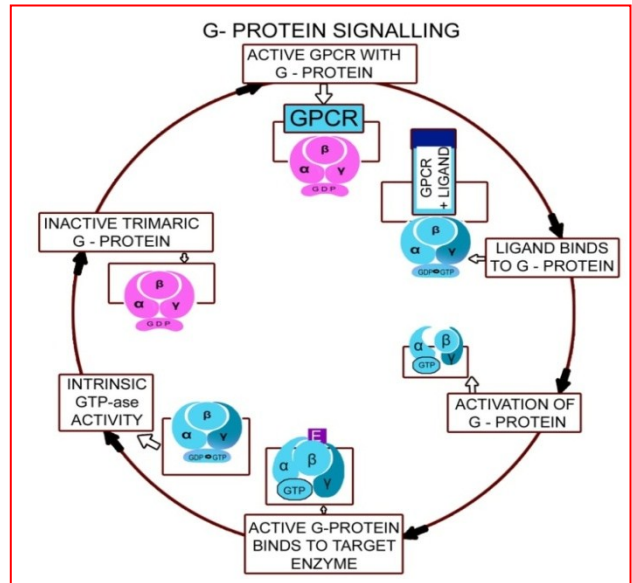 G- PROTEIN SIGNALLING
ACTIVE GPCR WITH
G - PROTEIN
GPCR
β
α γ
GDP
GPCR
+ LIGAND
β
α γ
GDP GTP
LIGAND BINDS
TO G - PROTEIN
α β
γ
GTP
ACTIVATION OF
G - PROTEIN
E
α β
γ
GTP
ACTIVE G-PROTEIN
BINDS TO TARGET
ENZYME
β
α γ
GDP GTP
INTRINSIC
GTP-ase
ACTIVITY
INACTIVE TRIMARIC
G - PROTEIN
β
α γ
GDP